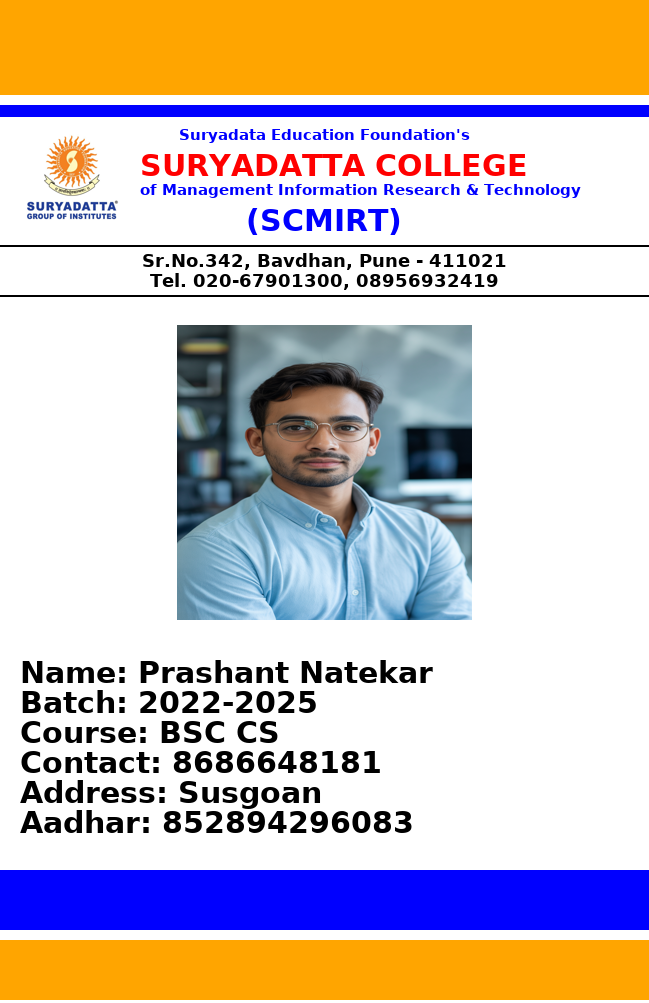 Suryadata Education Foundation's
SURYADATTA COLLEGE
of Management Information Research & Technology
(SCMIRT)
SURYADATTA
GROUP OF INSTITUTES
Sr.No.342, Bavdhan, Pune - 411021
Tel. 020-67901300, 08956932419
Name: Prashant Natekar
Batch: 2022-2025
Course: BSC CS
Contact: 8686648181
Address: Susgoan
Aadhar: 852894296083